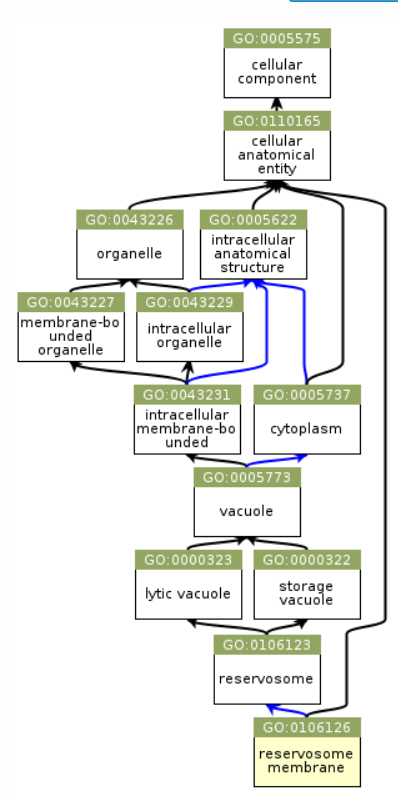 GO:0005575
cellular
component
GO:0110165
cellular
anatomical
entity
GO:0043226
organelle
GO:0005622
intracellular
anatomical
structure
GO:0043227
membrane-bo
unded
organelle
GO:0043229
intracellular
organelle
GO:0043231
intracellular
membrane-bo
unded
GO:0005737
cytoplasm
GO:0005773
vacuole
GO:0000323
lytic vacuole
GO:0000322
storage
vacuole
GO:0106123
reservosome
GO:0106126
reservosome
membrane